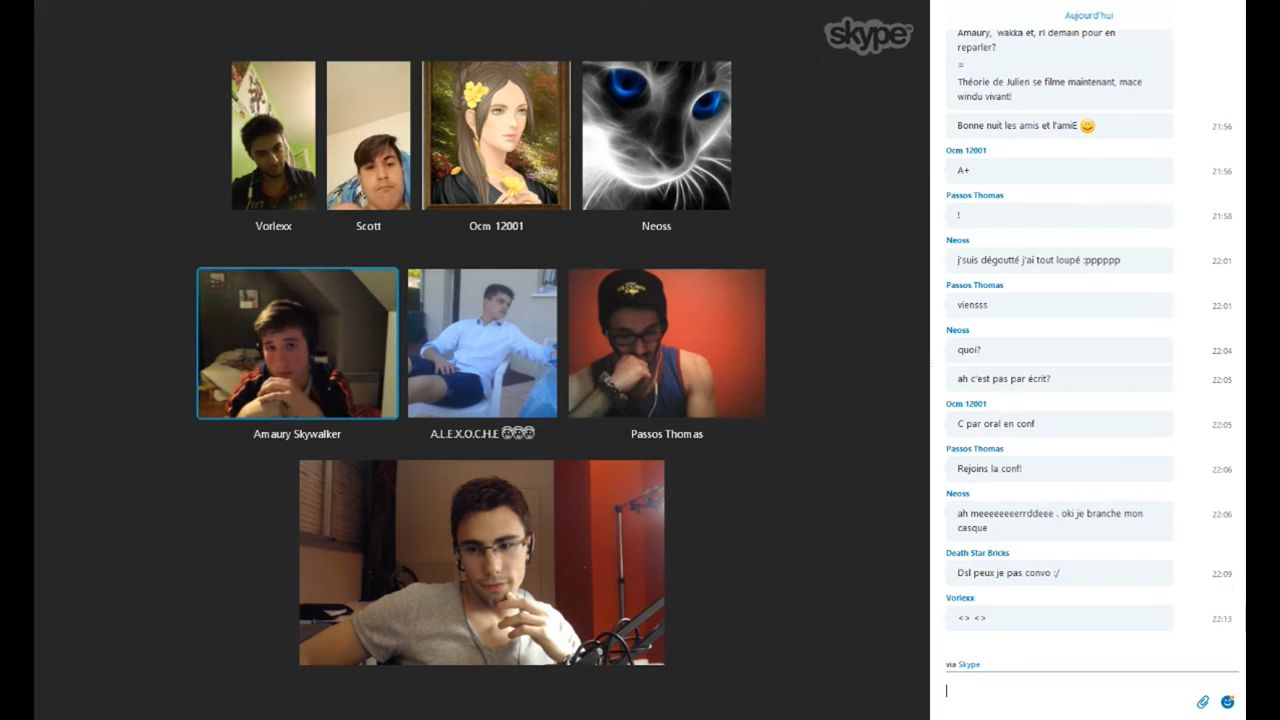 skype
Vorlexx
Scott
Ocm 12001
Neoss
Amaury Skywalker
A.L.E.X.O.C.H.E
Passos Thomas
Aujourd'hui
Amaury, wakka et, rl demain pour en
reparler?
=
Théorie de Julien se filme maintenant, mace
windu vivant!
Bonne nuit les amis et l'amiE
21:56
Ocm 12001
A+
21:56
Passos Thomas
!
21:58
Neoss
j'suis dégoutté j'ai tout loupé :pppppp
22:01
Passos Thomas
viensss
22:01
Neoss
quoi?
22:04
ah c'est pas par écrit?
22:05
Ocm 12001
C par oral en conf
22:05
Passos Thomas
Rejoins la conf!
22:06
Neoss
ah meeeeeeeerrddeee . oki je branche mon
casque
22:06
Death Star Bricks
Dsl peux je pas convo :/
22:09
Vorlexx
<> <>
22:13
via Skype